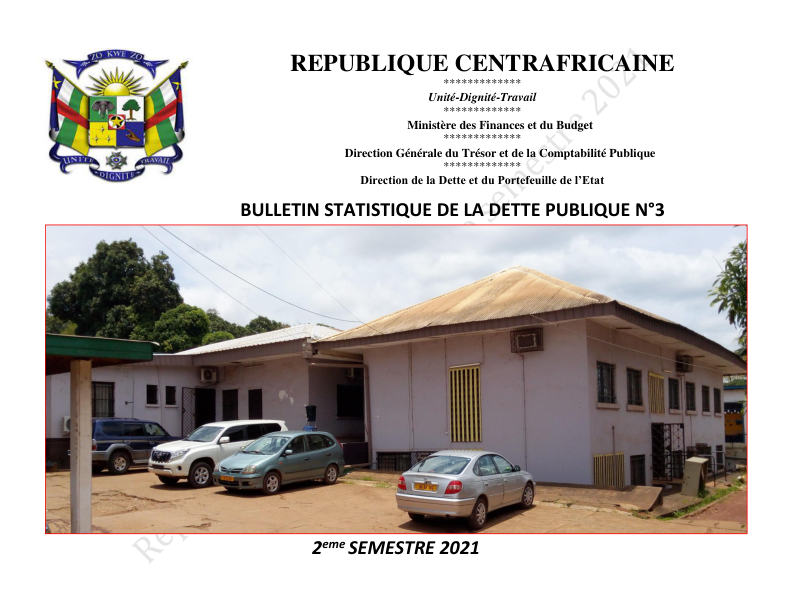 ZO KWE ZO
UNITE
DIGNITE
TRAVAIL
REPUBLIQUE CENTRAFRICAINE
*************
Unité-Dignité-Travail
*************
Ministère des Finances et du Budget
*************
Direction Générale du Trésor et de la Comptabilité Publique
*************
Direction de la Dette et du Portefeuille de l'Etat
BULLETIN STATISTIQUE DE LA DETTE PUBLIQUE N°3
2eme SEMESTRE 2021